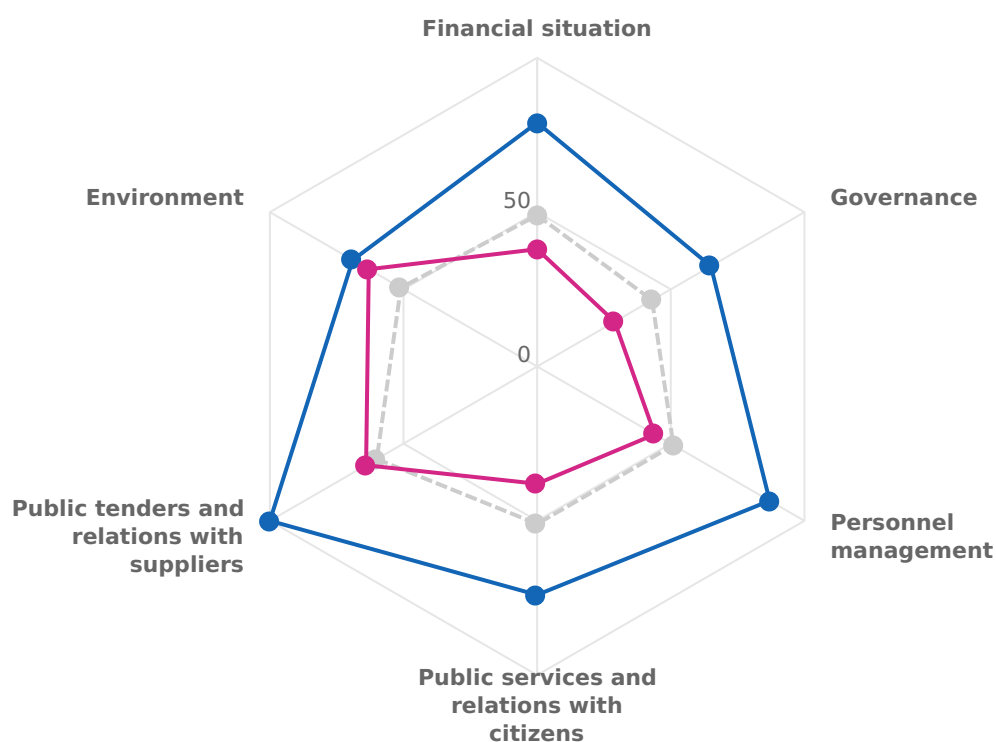 Financial situation
Environment
Governance
50
0
Public tenders and
relations with
suppliers
Personnel
management
Public services and
relations with
citizens